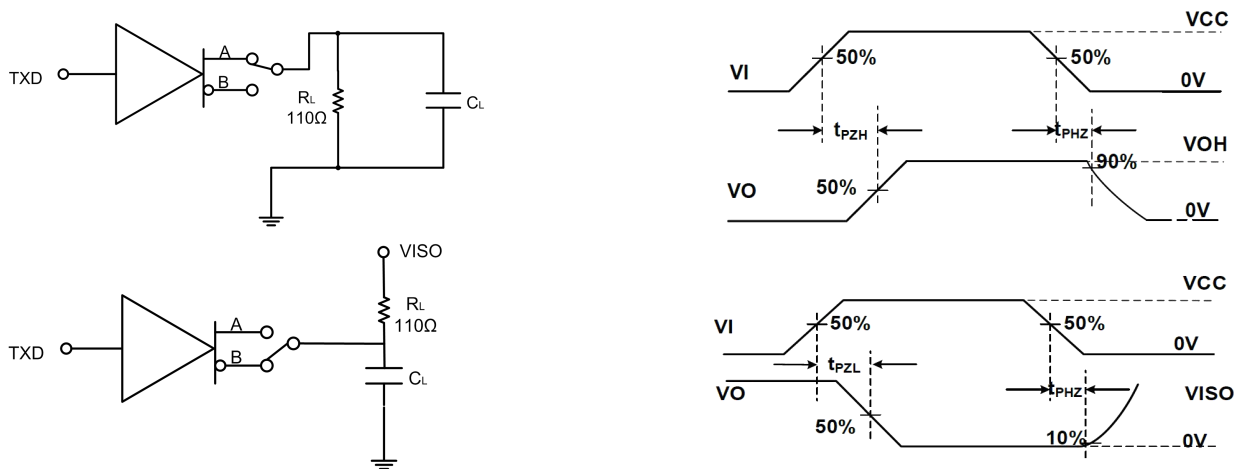 TXD
A
B
RL
110Ω
CL
VISO
RL
110Ω
TXD
A
B
CL
VCC
VI
50%
50%
0V
tPZH
tPHZ
VOH
VO
50%
90%
0V
VCC
VI
50%
50%
0V
tPZL
tPHZ
VO
VISO
50%
10%
0V